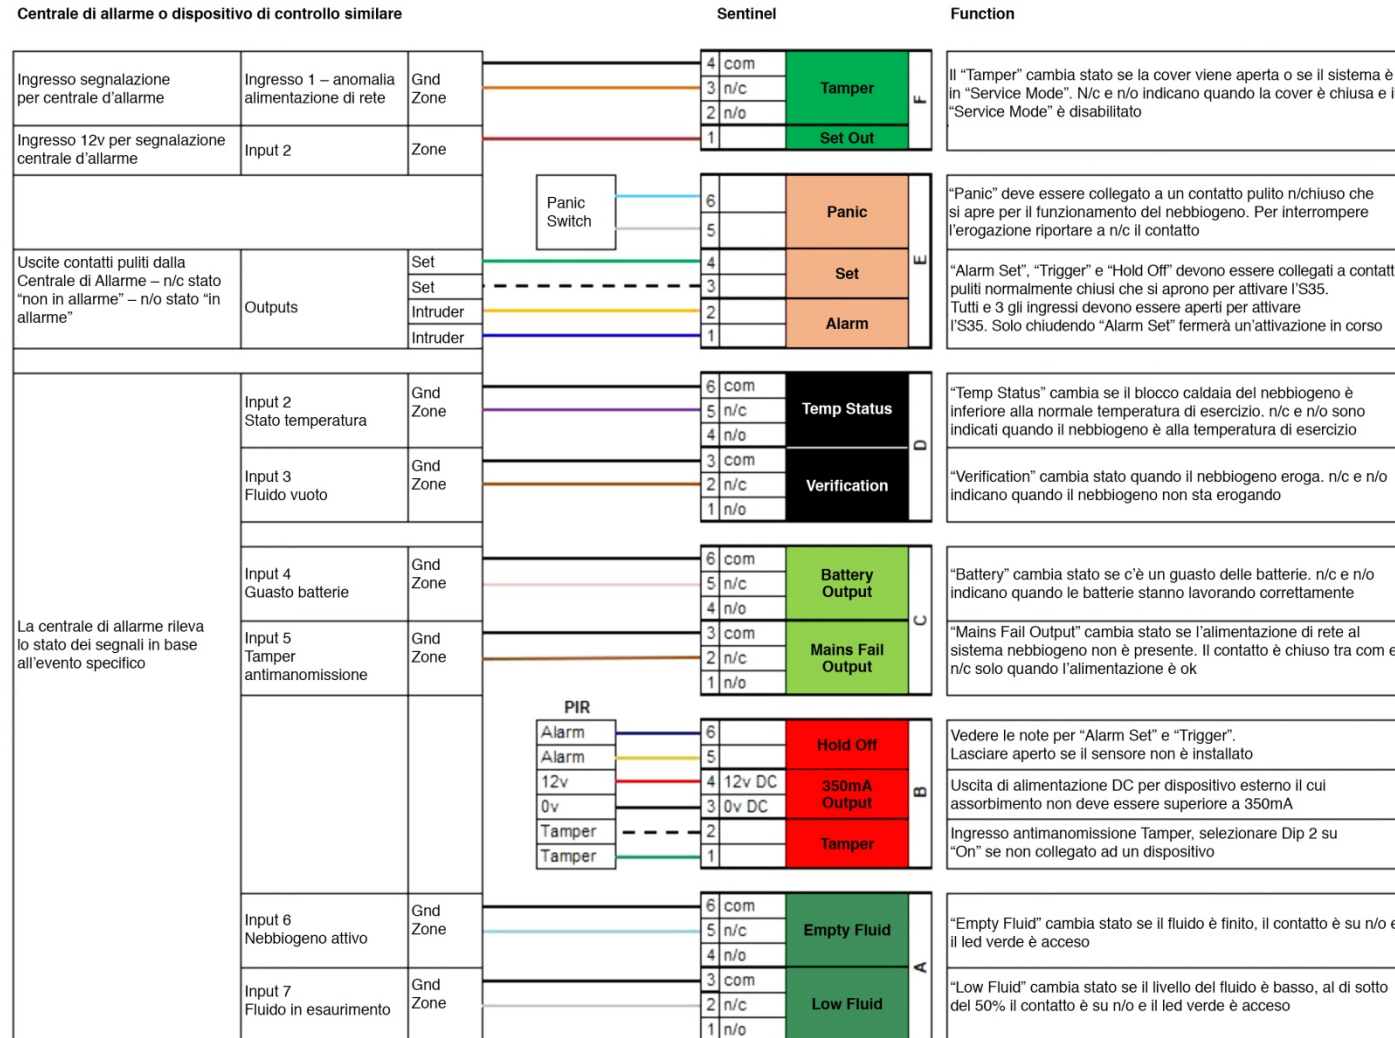 Centrale di allarme o dispositivo di controllo similare
Sentinel
Function
Ingresso segnalazione
per centrale d'allarme
Ingresso 1 – anomalia
alimentazione di rete
Gnd
Zone
4 com
3 n/c
2 n/o
Tamper
F
Il “Tamper” cambia stato se la cover viene aperta o se il sistema è
in “Service Mode”. N/c e n/o indicano quando la cover è chiusa e i
“Service Mode” è disabilitato
Ingresso 12v per segnalazione
centrale d'allarme
Input 2
Zone
1
Set Out
Panic
Switch
6
5
Panic
E
“Panic” deve essere collegato a un contatto pulito n/chiuso che
si apre per il funzionamento del nebbiogeno. Per interrompere
l'erogazione riportare a n/c il contatto
Uscite contatti puliti dalla
Centrale di Allarme – n/c stato
“non in allarme” – n/o stato “in
allarme”
Outputs
Set
Set
Intruder
Intruder
4
3
2
1
Set
Alarm
“Alarm Set”, “Trigger” e “Hold Off” devono essere collegati a contatt
puliti normalmente chiusi che si aprono per attivare l'S35.
Tutti e 3 gli ingressi devono essere aperti per attivare
l'S35. Solo chiudendo “Alarm Set” fermerà un'attivazione in corso
La centrale di allarme rileva
lo stato dei segnali in base
all'evento specifico
Input 2
Stato temperatura
Gnd
Zone
6 com
5 n/c
4 n/o
Temp Status
D
“Temp Status” cambia se il blocco caldaia del nebbiogeno è
inferiore alla normale temperatura di esercizio. n/c e n/o sono
indicati quando il nebbiogeno è alla temperatura di esercizio
Input 3
Fluido vuoto
Gnd
Zone
3 com
2 n/c
1 n/o
Verification
“Verification” cambia stato quando il nebbiogeno eroga. n/c e n/o
indicano quando il nebbiogeno non sta erogando
Input 4
Guasto batterie
Gnd
Zone
6 com
5 n/c
4 n/o
Battery
Output
C
“Battery” cambia stato se c'è un guasto delle batterie. n/c e n/o
indicano quando le batterie stanno lavorando correttamente
Input 5
Tamper
antimanomissione
Gnd
Zone
3 com
2 n/c
1 n/o
Mains Fail
Output
“Mains Fail Output” cambia stato se l'alimentazione di rete al
sistema nebbiogeno non è presente. Il contatto è chiuso tra com e
n/c solo quando l'alimentazione è ok
PIR
Alarm
Alarm
12v
0v
Tamper
Tamper
6
5
4 12v DC
3 0v DC
2
1
Hold Off
350mA
Output
Tamper
B
Vedere le note per “Alarm Set” e “Trigger”.
Lasciare aperto se il sensore non è installato
Uscita di alimentazione DC per dispositivo esterno il cui
assorbimento non deve essere superiore a 350mA
Ingresso antimanomissione Tamper, selezionare Dip 2 su
“On” se non collegato ad un dispositivo
Input 6
Nebbiogeno attivo
Gnd
Zone
6 com
5 n/c
4 n/o
Empty Fluid
A
“Empty Fluid” cambia stato se il fluido è finito, il contatto è su n/o e
il led verde è acceso
Input 7
Fluido in esaurimento
Gnd
Zone
3 com
2 n/c
1 n/o
Low Fluid
“Low Fluid” cambia stato se il livello del fluido è basso, al di sotto
del 50% il contatto è su n/o e il led verde è acceso